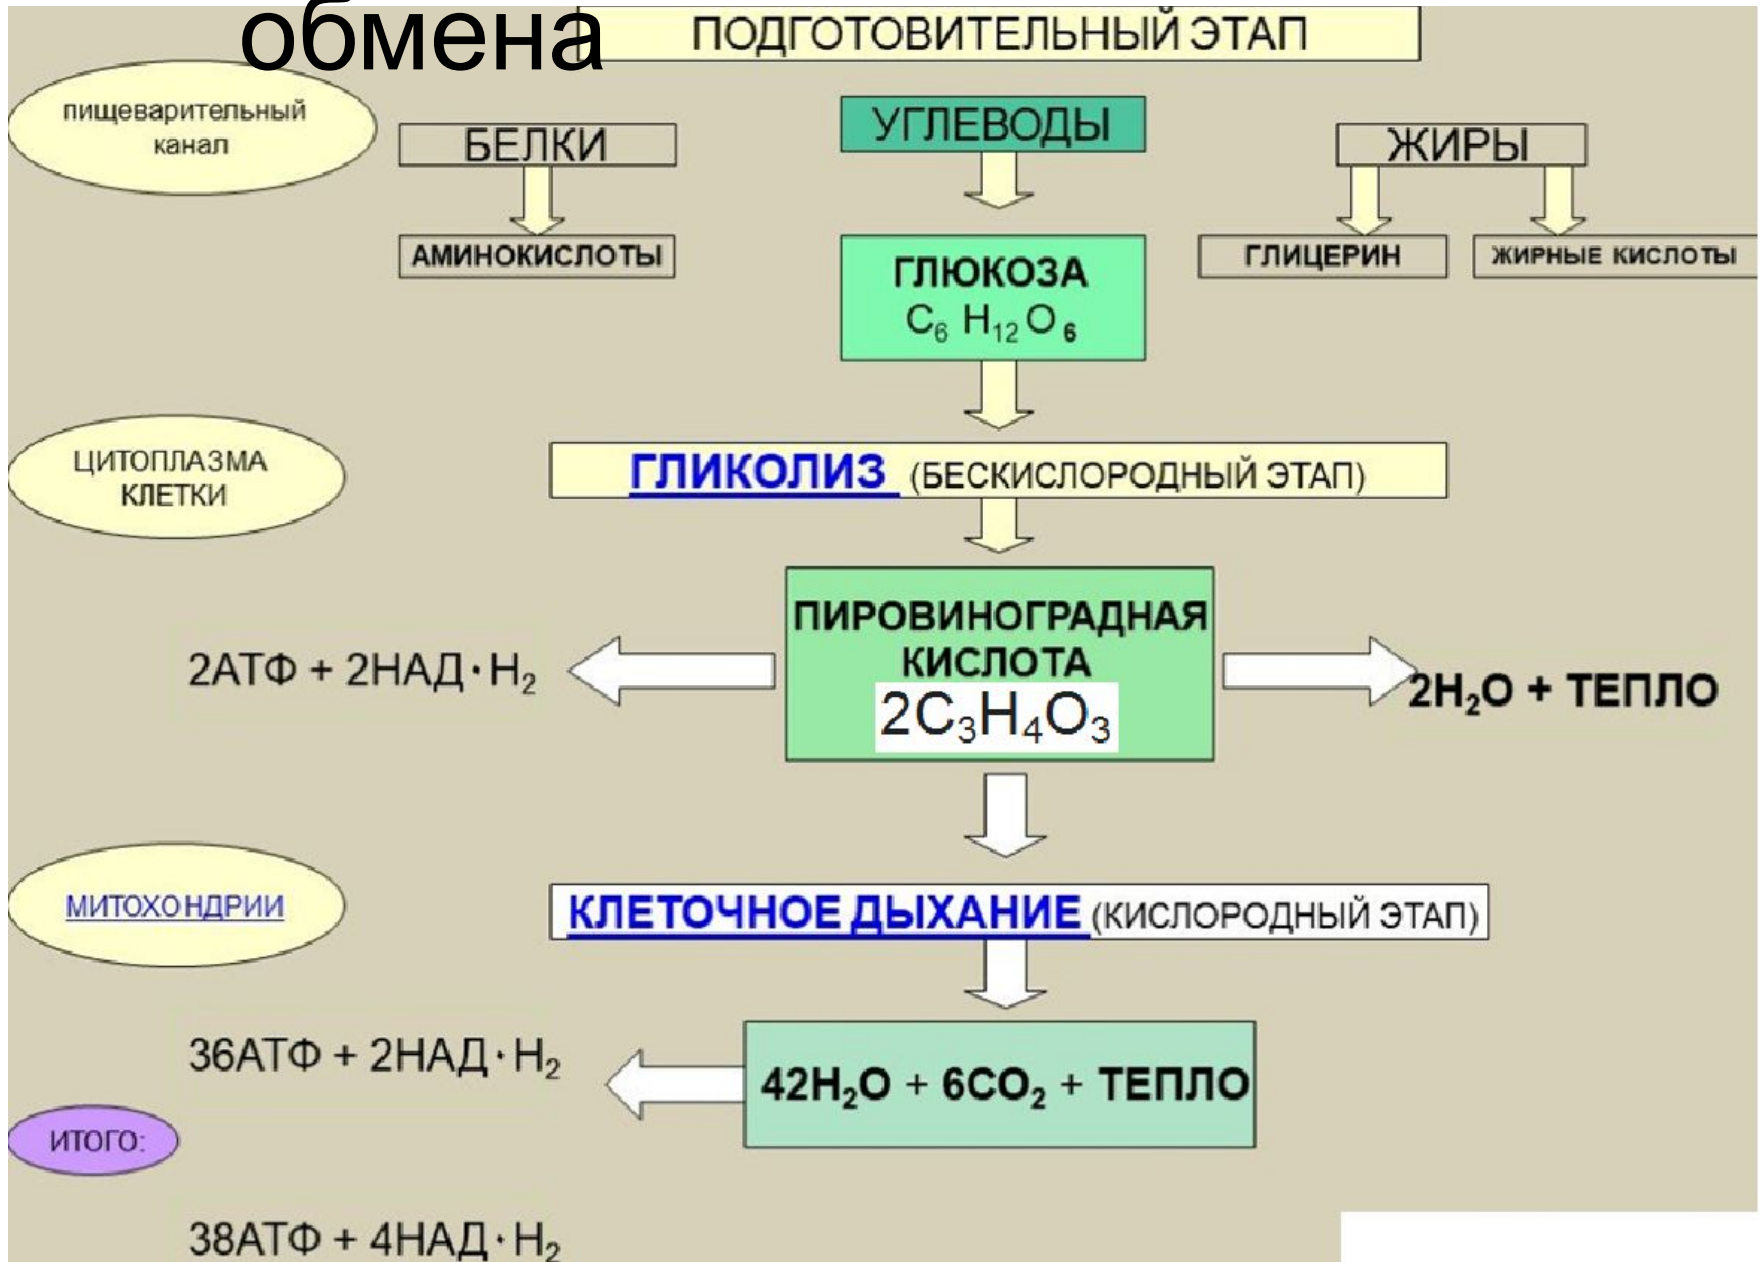 обмена
ПОДГОТОВИТЕЛЬНЫЙ ЭТАП
пищеварительный
канал
БЕЛКИ
УГЛЕВОДЫ
ЖИРЫ
АМИНОКИСЛОТЫ
ГЛЮКОЗА
C₆ H₁₂ O ₆
ГЛИЦЕРИН
ЖИРНЫЕ КИСЛОТЫ
ЦИТОПЛАЗМА
КЛЕТКИ
ГЛИКОЛИЗ (БЕСКИСЛОРОДНЫЙ ЭТАП)
ПИРОВИНОГРАДНАЯ
КИСЛОТА
2C₃H₄O₃
2АТФ + 2НАД·H₂
2H₂O + ТЕПЛО
МИТОХОНДРИИ
КЛЕТОЧНОЕ ДЫХАНИЕ (КИСЛОРОДНЫЙ ЭТАП)
36АТФ + 2НАД·H₂
42H₂O + 6CO₂ + ТЕПЛО
ИТОГО:
38АТФ + 4НАД·H₂